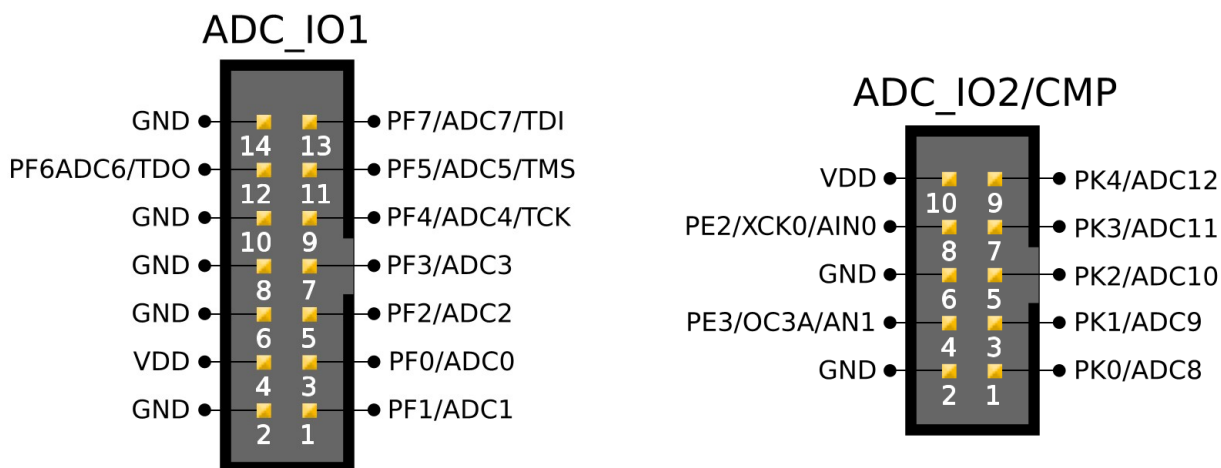 ADC_IO1
GND PF7/ADC7/TDI
14 13
PF6ADC6/TDO PF5/ADC5/TMS
12 11
GND PF4/ADC4/TCK
10 9
GND PF3/ADC3
8 7
GND PF2/ADC2
6 5
VDD PF0/ADC0
4 3
GND PF1/ADC1
2 1
ADC_IO2/CMP
VDD PK4/ADC12
10 9
PE2/XCK0/AIN0 PK3/ADC11
8 7
GND PK2/ADC10
6 5
PE3/OC3A/AN1 PK1/ADC9
4 3
GND PK0/ADC8
2 1